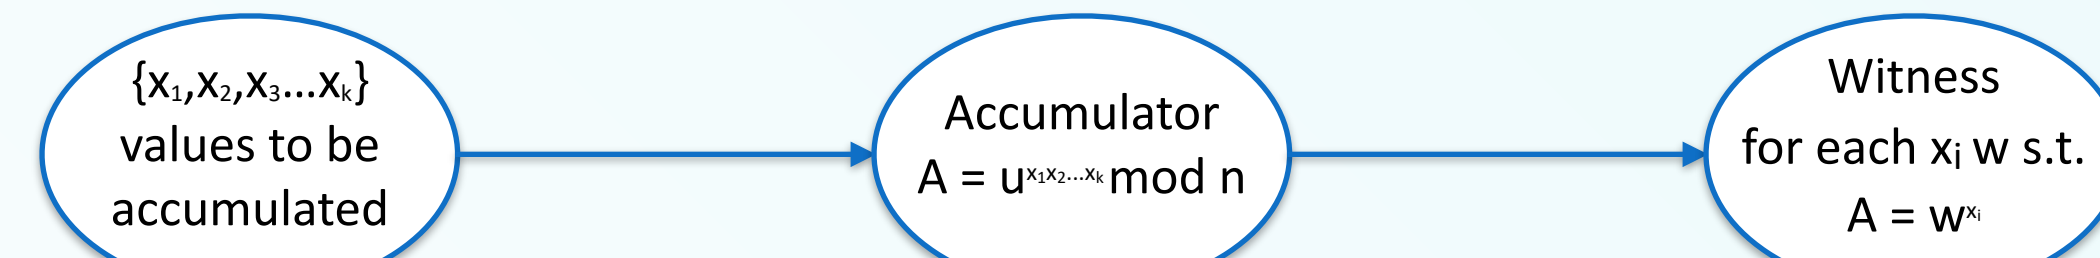 {x₁,x₂,x₃...xₖ}
values to be
accumulated
Accumulator
A = uˣ¹ˣ²···ˣᵏ mod n
Witness
for each xᵢ w s.t.
A = wˣⁱ